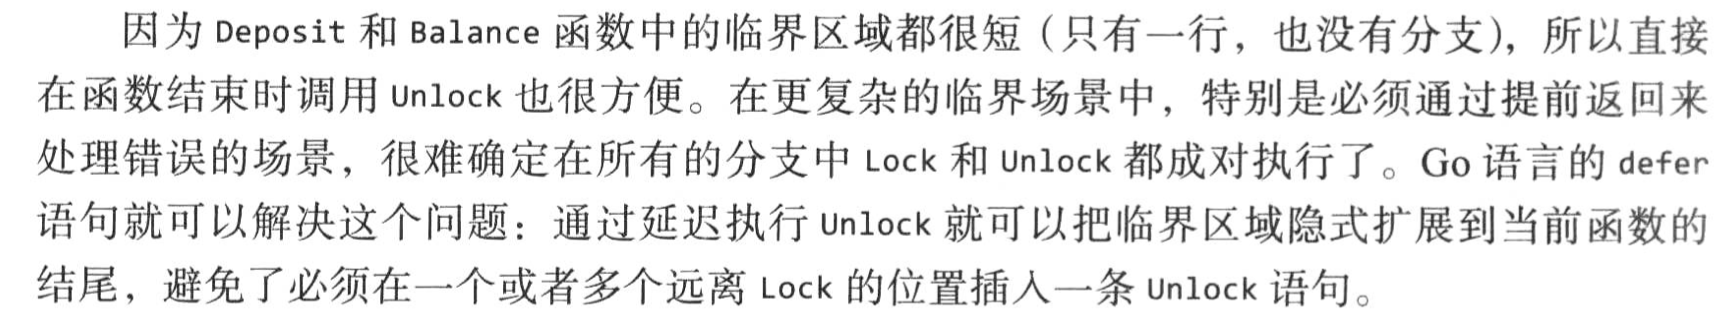 因为 Deposit 和 Balance 函数中的临界区域都很短（只有一行，也没有分支），所以直接
在函数结束时调用 Unlock 也很方便。在更复杂的临界场景中，特别是必须通过提前返回来
处理错误的场景，很难确定在所有的分支中 Lock 和 Unlock 都成对执行了。Go 语言的 defer
语句就可以解决这个问题：通过延迟执行 Unlock 就可以把临界区域隐式扩展到当前函数的
结尾，避免了必须在一个或者多个远离 Lock 的位置插入一条 Unlock 语句。